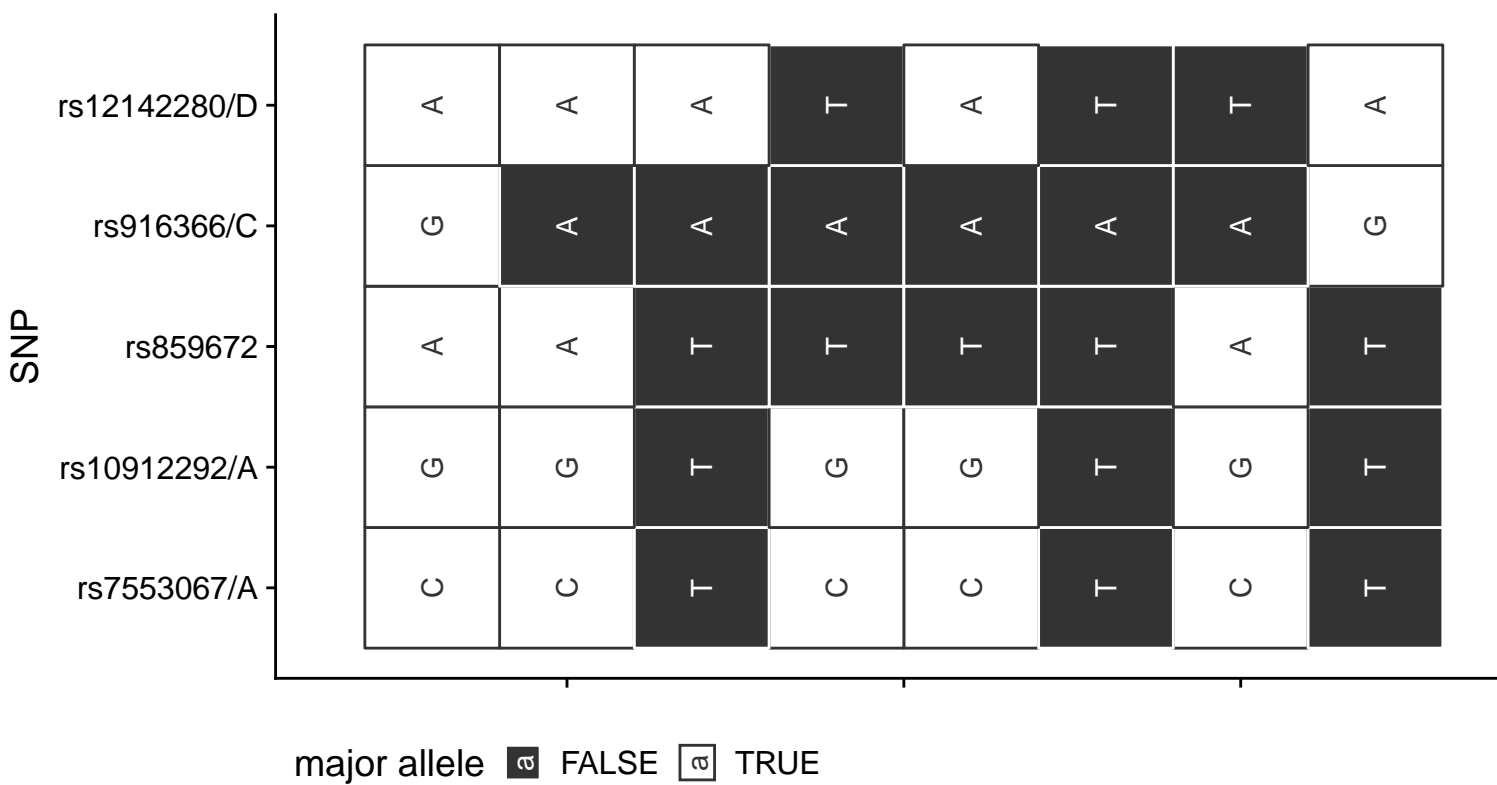 SNP
rs12142280/D A A A T A T T A
rs916366/C G A A A A A A G
rs859672 A A T T T T A T
rs10912292/A G G T G G T G T
rs7553067/A C C T C C T C T
major allele a FALSE a TRUE